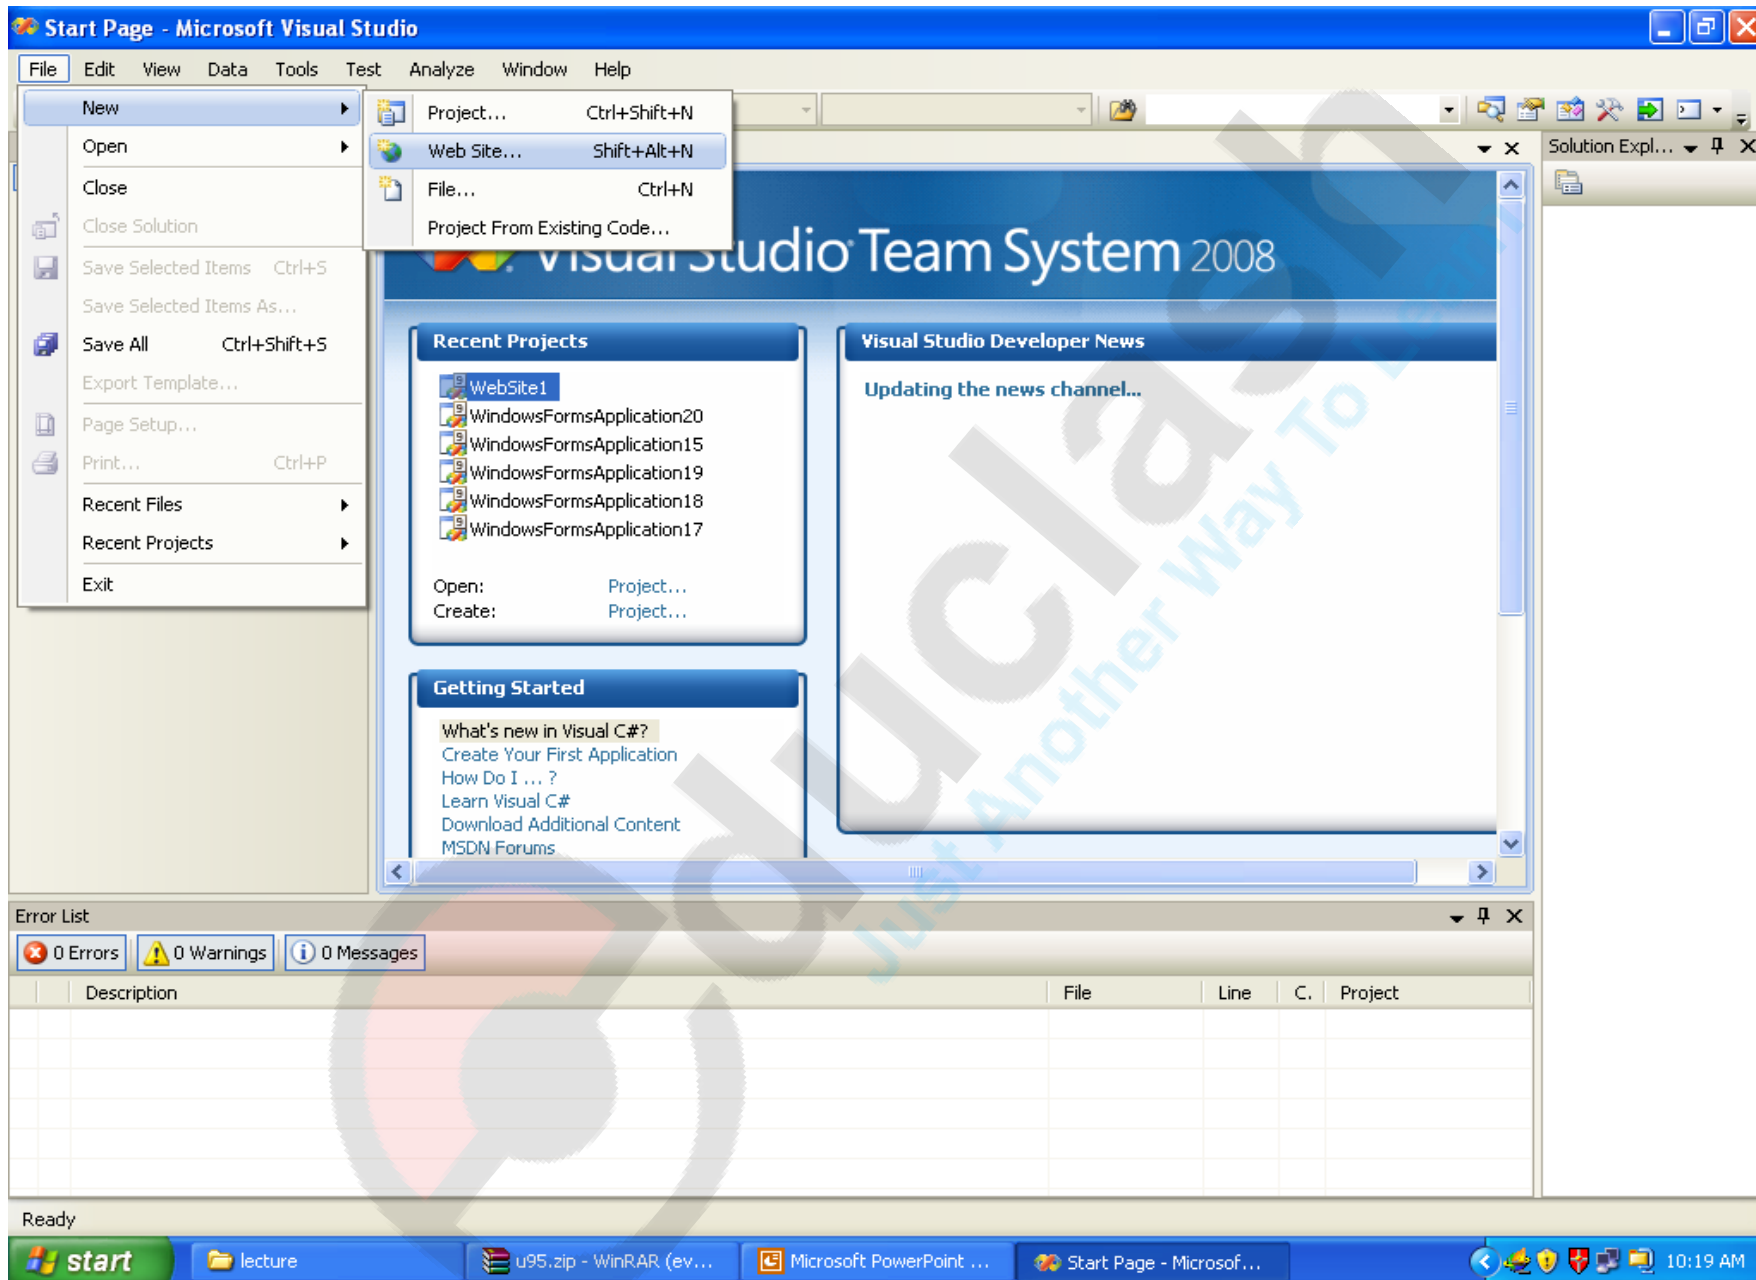 Start Page - Microsoft Visual Studio
File Edit View Data Tools Test Analyze Window Help
New
Open
Close
Close Solution
Save Selected Items Ctrl+S
Save Selected Items As...
Save All Ctrl+Shift+S
Export Template...
Page Setup...
Print... Ctrl+P
Recent Files
Recent Projects
Exit
Project... Ctrl+Shift+N
Web Site... Shift+Alt+N
File... Ctrl+N
Project From Existing Code...
Solution Expl...
Visual Studio Team System 2008
Recent Projects
WebSite1
WindowsFormsApplication20
WindowsFormsApplication15
WindowsFormsApplication19
WindowsFormsApplication18
WindowsFormsApplication17
Open: Project...
Create: Project...
Visual Studio Developer News
Updating the news channel...
Getting Started
What's new in Visual C#?
Create Your First Application
How Do I ... ?
Learn Visual C#
Download Additional Content
MSDN Forums
Error List
0 Errors 0 Warnings 0 Messages
Description File Line C. Project
Ready
start lecture u95.zip - WinRAR (ev... Microsoft PowerPoint ... Start Page - Microsof... 10:19 AM
educlash
Just Another Way To Learn